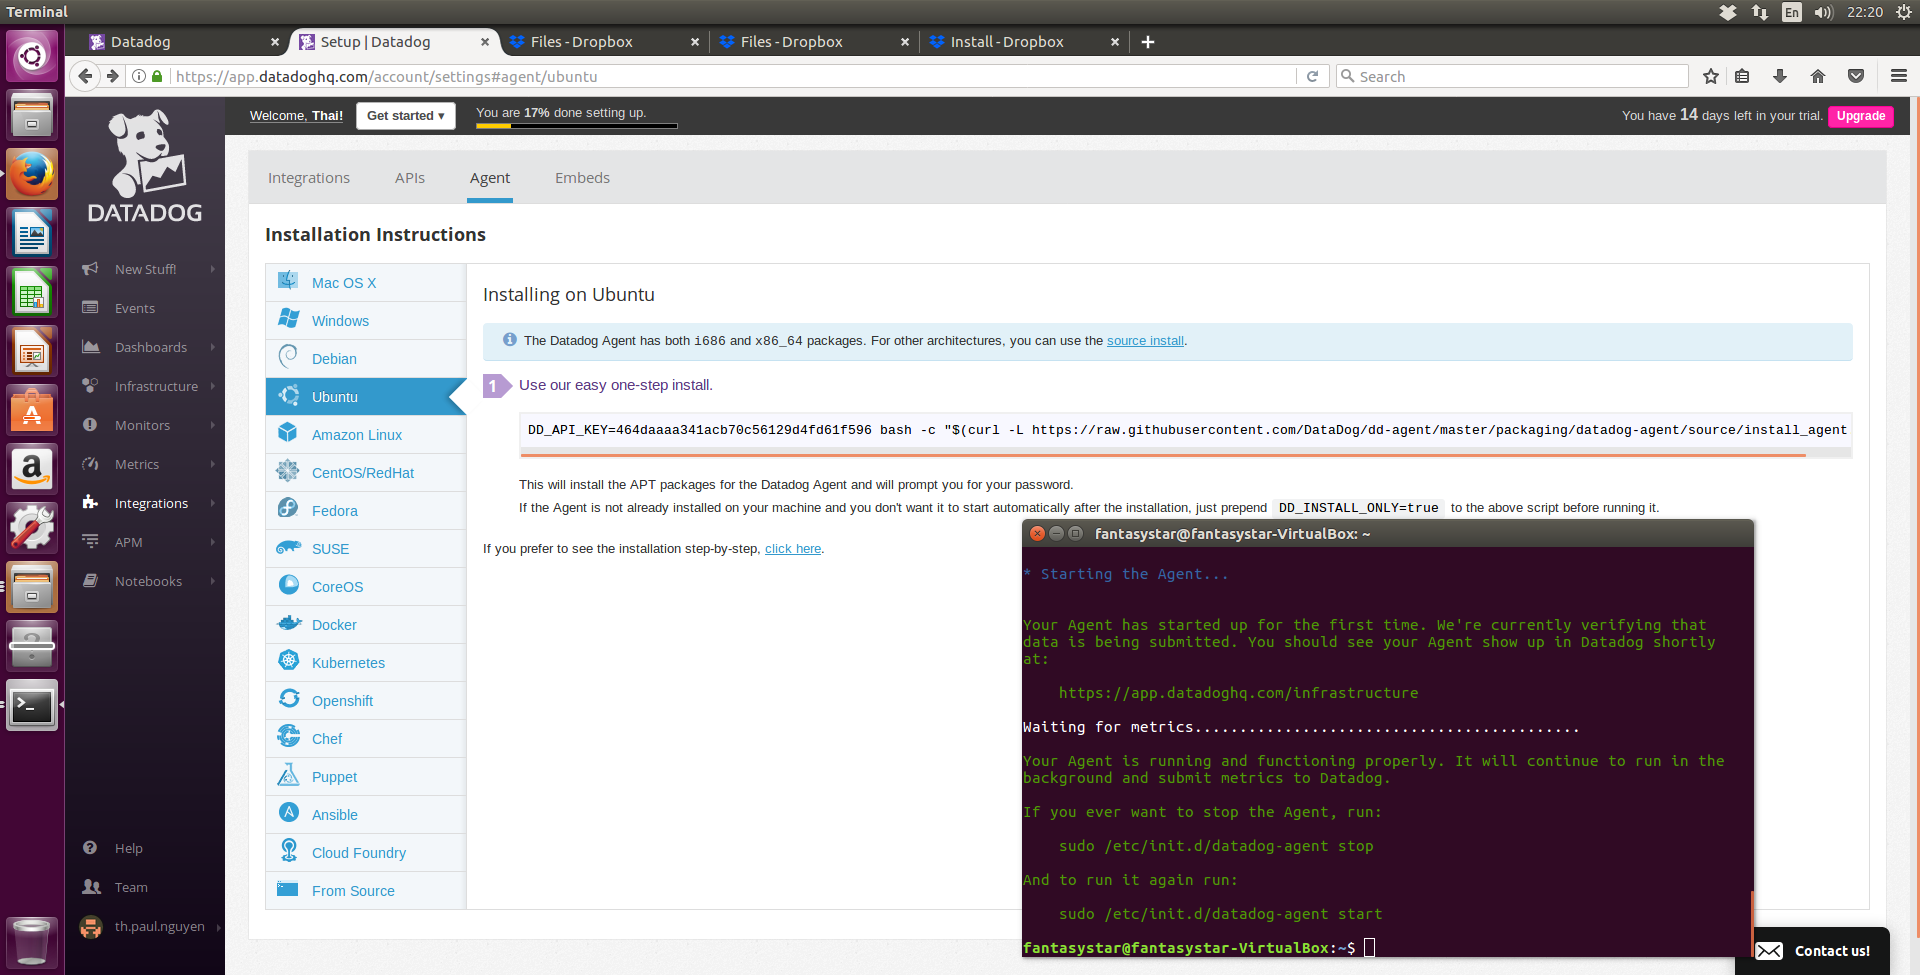 Terminal
En
22:20
Datadog
Setup | Datadog
Files - Dropbox
Files - Dropbox
Install - Dropbox
https://app.datadoghq.com/account/settings#agent/ubuntu
Search
DATADOG
New Stuff!
Events
Dashboards
Infrastructure
Monitors
Metrics
Integrations
APM
Notebooks
Help
Team
th.paul.nguyen
Welcome, Thai!
Get started ▾
You are 17% done setting up.
You have 14 days left in your trial.
Upgrade
Integrations
APIs
Agent
Embeds
Installation Instructions
Mac OS X
Windows
Debian
Ubuntu
Amazon Linux
CentOS/RedHat
Fedora
SUSE
CoreOS
Docker
Kubernetes
Openshift
Chef
Puppet
Ansible
Cloud Foundry
From Source
Installing on Ubuntu
The Datadog Agent has both i686 and x86_64 packages. For other architectures, you can use the source install.
1
Use our easy one-step install.
DD_API_KEY=464daaaa341acb70c56129d4fd61f596 bash -c "$(curl -L https://raw.githubusercontent.com/DataDog/dd-agent/master/packaging/datadog-agent/source/install_agent
This will install the APT packages for the Datadog Agent and will prompt you for your password.
If the Agent is not already installed on your machine and you don't want it to start automatically after the installation, just prepend DD_INSTALL_ONLY=true to the above script before running it.
If you prefer to see the installation step-by-step, click here.
fantasystar@fantasystar-VirtualBox: ~
* Starting the Agent...
Your Agent has started up for the first time. We're currently verifying that
data is being submitted. You should see your Agent show up in Datadog shortly
at:
https://app.datadoghq.com/infrastructure
Waiting for metrics...........................................
Your Agent is running and functioning properly. It will continue to run in the
background and submit metrics to Datadog.
If you ever want to stop the Agent, run:
sudo /etc/init.d/datadog-agent stop
And to run it again run:
sudo /etc/init.d/datadog-agent start
fantasystar@fantasystar-VirtualBox:~$
Contact us!